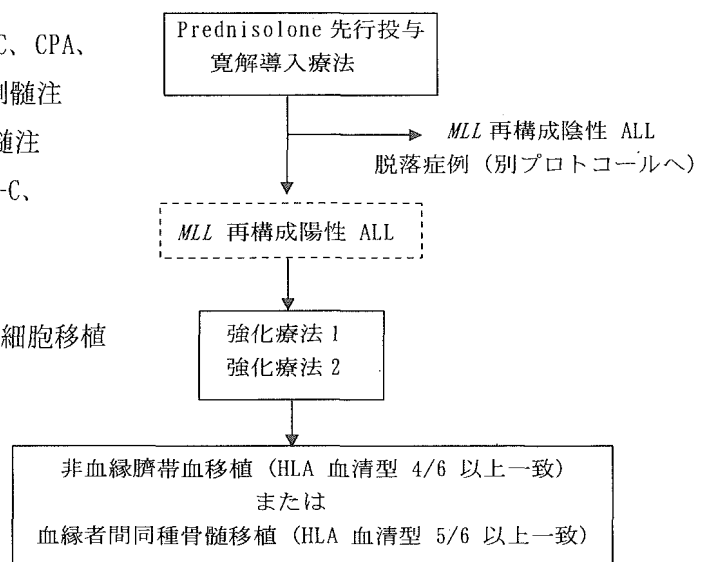 C、CPA、
剤髄注
髄注
-C、
細胞移植
Prednisolone 先行投与
寛解導入療法
MLL 再構成陰性 ALL
脱落症例（別プロトコールへ）
MLL 再構成陽性 ALL
強化療法 1
強化療法 2
非血縁臍帯血移植（HLA 血清型 4/6 以上一致）
または
血縁者間同種骨髄移植（HLA 血清型 5/6 以上一致）